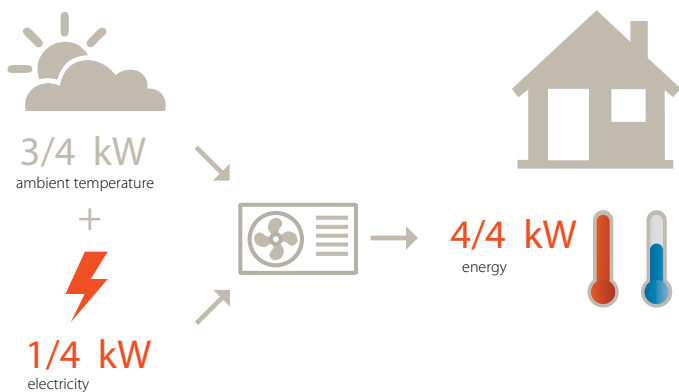 3/4 kW
ambient temperature
+
1/4 kW
electricity
4/4 kW
energy